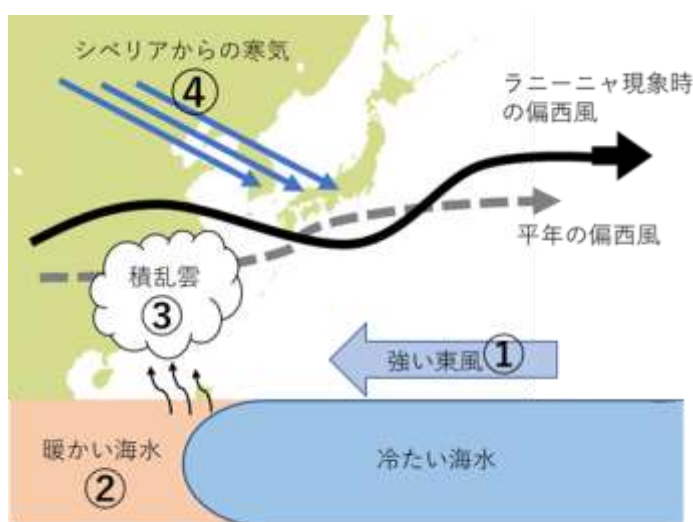 シベリアからの寒気
④
ラニーニャ現象時
の偏西風
平年の偏西風
積乱雲
③
強い東風①
暖かい海水
②
冷たい海水